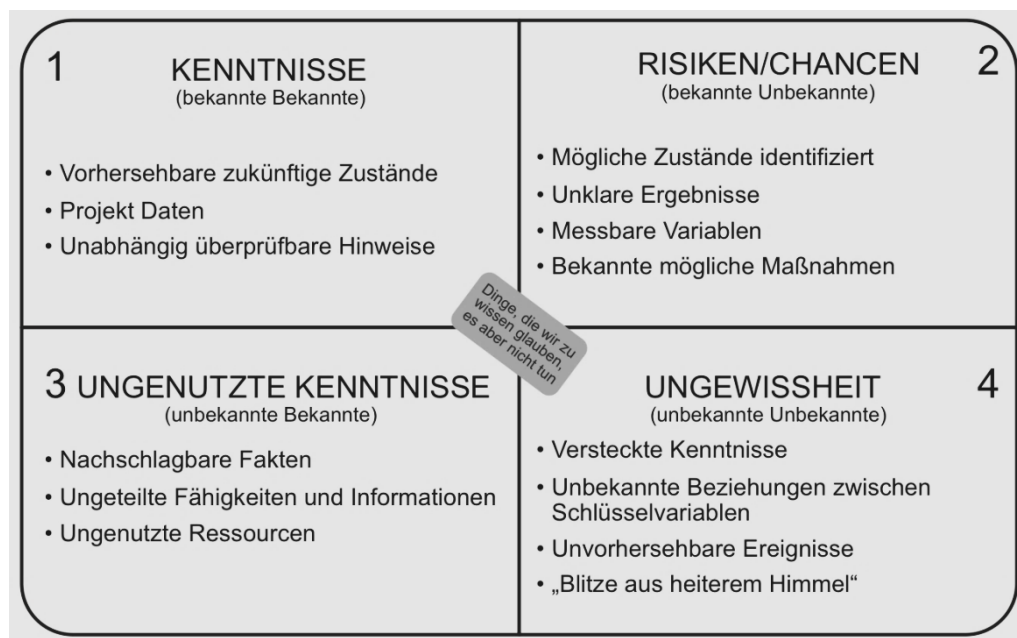 1
KENNTNISSE
(bekannte Bekannte)
• Vorhersehbare zukünftige Zustände
• Projekt Daten
• Unabhängig überprüfbare Hinweise
RISIKEN/CHANCEN
2
(bekannte Unbekannte)
• Mögliche Zustände identifiziert
• Unklare Ergebnisse
• Messbare Variablen
• Bekannte mögliche Maßnahmen
Dinge, die wir zu
wissen glauben,
es aber nicht tun
3 UNGENUTZTE KENNTNISSE
(unbekannte Bekannte)
• Nachschlagbare Fakten
• Ungeteilte Fähigkeiten und Informationen
• Ungenutzte Ressourcen
UNGEWISSHEIT
4
(unbekannte Unbekannte)
• Versteckte Kenntnisse
• Unbekannte Beziehungen zwischen
Schlüsselvariablen
• Unvorhersehbare Ereignisse
• „Blitze aus heiterem Himmel“